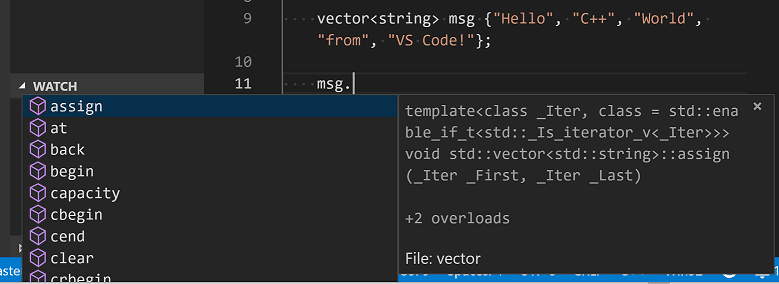 9 vector<string> msg {"Hello", "C++", "World",
"from", "VS Code!"};
10
WATCH
11 msg.
assign
at
back
begin
capacity
cbegin
cend
clear
crbegin
template<class _Iter, class = std::ena
ble_if_t<std::_Is_iterator_v<_Iter>>>
void std::vector<std::string>::assign
(_Iter _First, _Iter _Last)
+2 overloads
File: vector